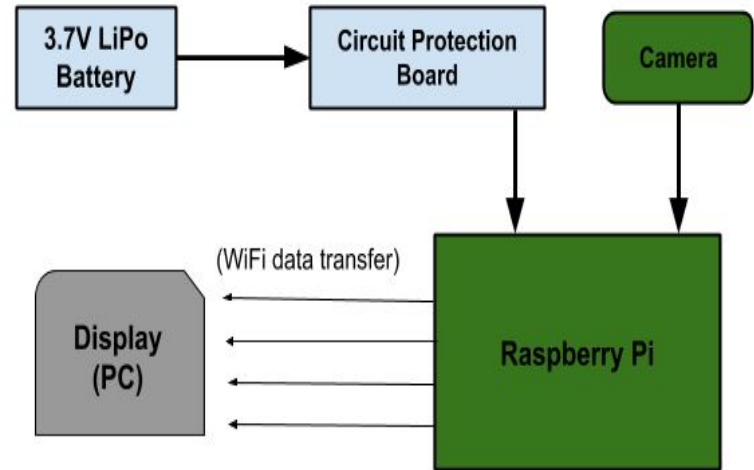 3.7V LiPo
Battery
Circuit Protection
Board
Camera
(WiFi data transfer)
Display
(PC)
Raspberry Pi